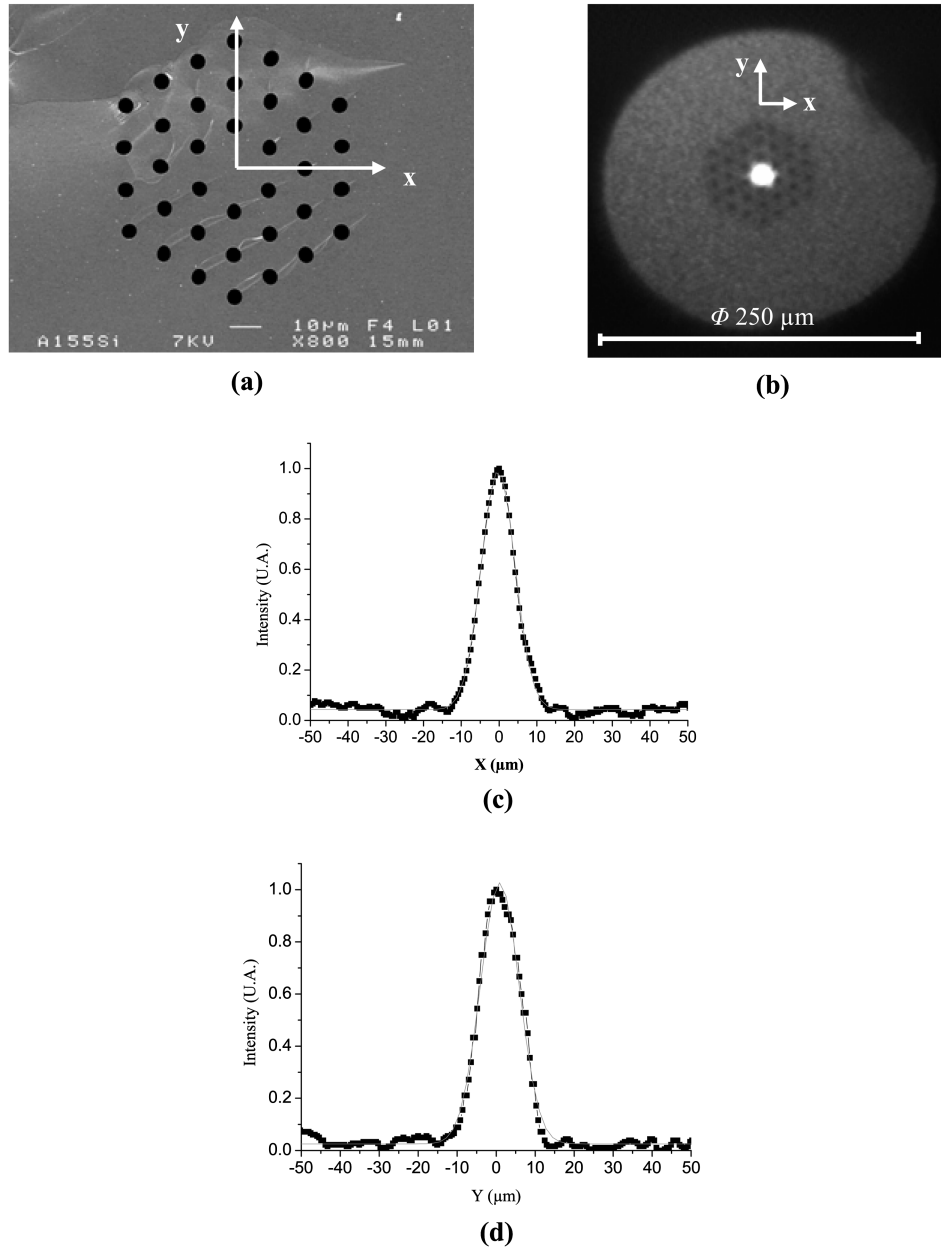 y
x
10µm F4 L01
A155Si 7KV X800 15mm
(a)
y
x
Φ 250 µm
(b)
1.0
0.8
0.6
0.4
0.2
0.0
Intensity (U.A.)
-50 -40 -30 -20 -10 0 10 20 30 40 50
X (µm)
(c)
1.0
0.8
0.6
0.4
0.2
0.0
Intensity (U.A.)
-50 -40 -30 -20 -10 0 10 20 30 40 50
Y (µm)
(d)